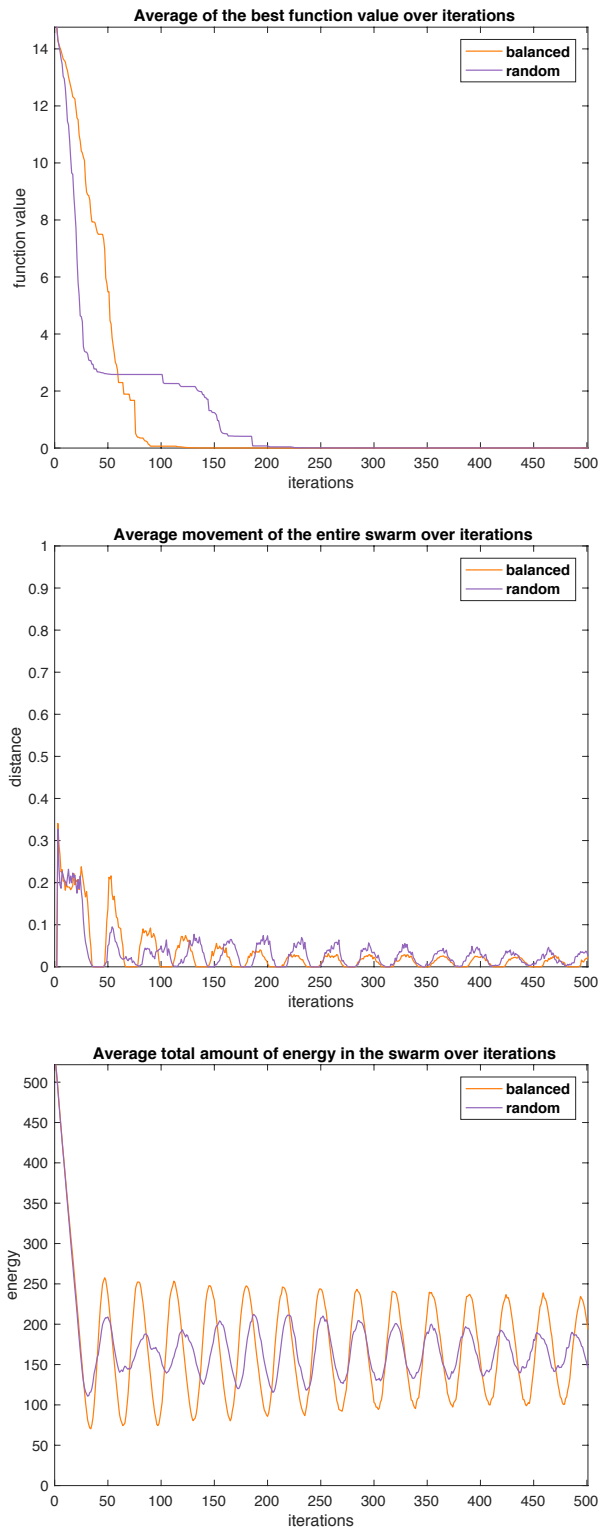 Average of the best function value over iterations
14
12
10
8
6
4
2
0
function value
balanced
random
0 50 100 150 200 250 300 350 400 450 500
iterations
Average movement of the entire swarm over iterations
1
0.9
0.8
0.7
0.6
0.5
0.4
0.3
0.2
0.1
0
distance
balanced
random
0 50 100 150 200 250 300 350 400 450 500
iterations
Average total amount of energy in the swarm over iterations
500
450
400
350
300
250
200
150
100
50
0
energy
balanced
random
0 50 100 150 200 250 300 350 400 450 500
iterations